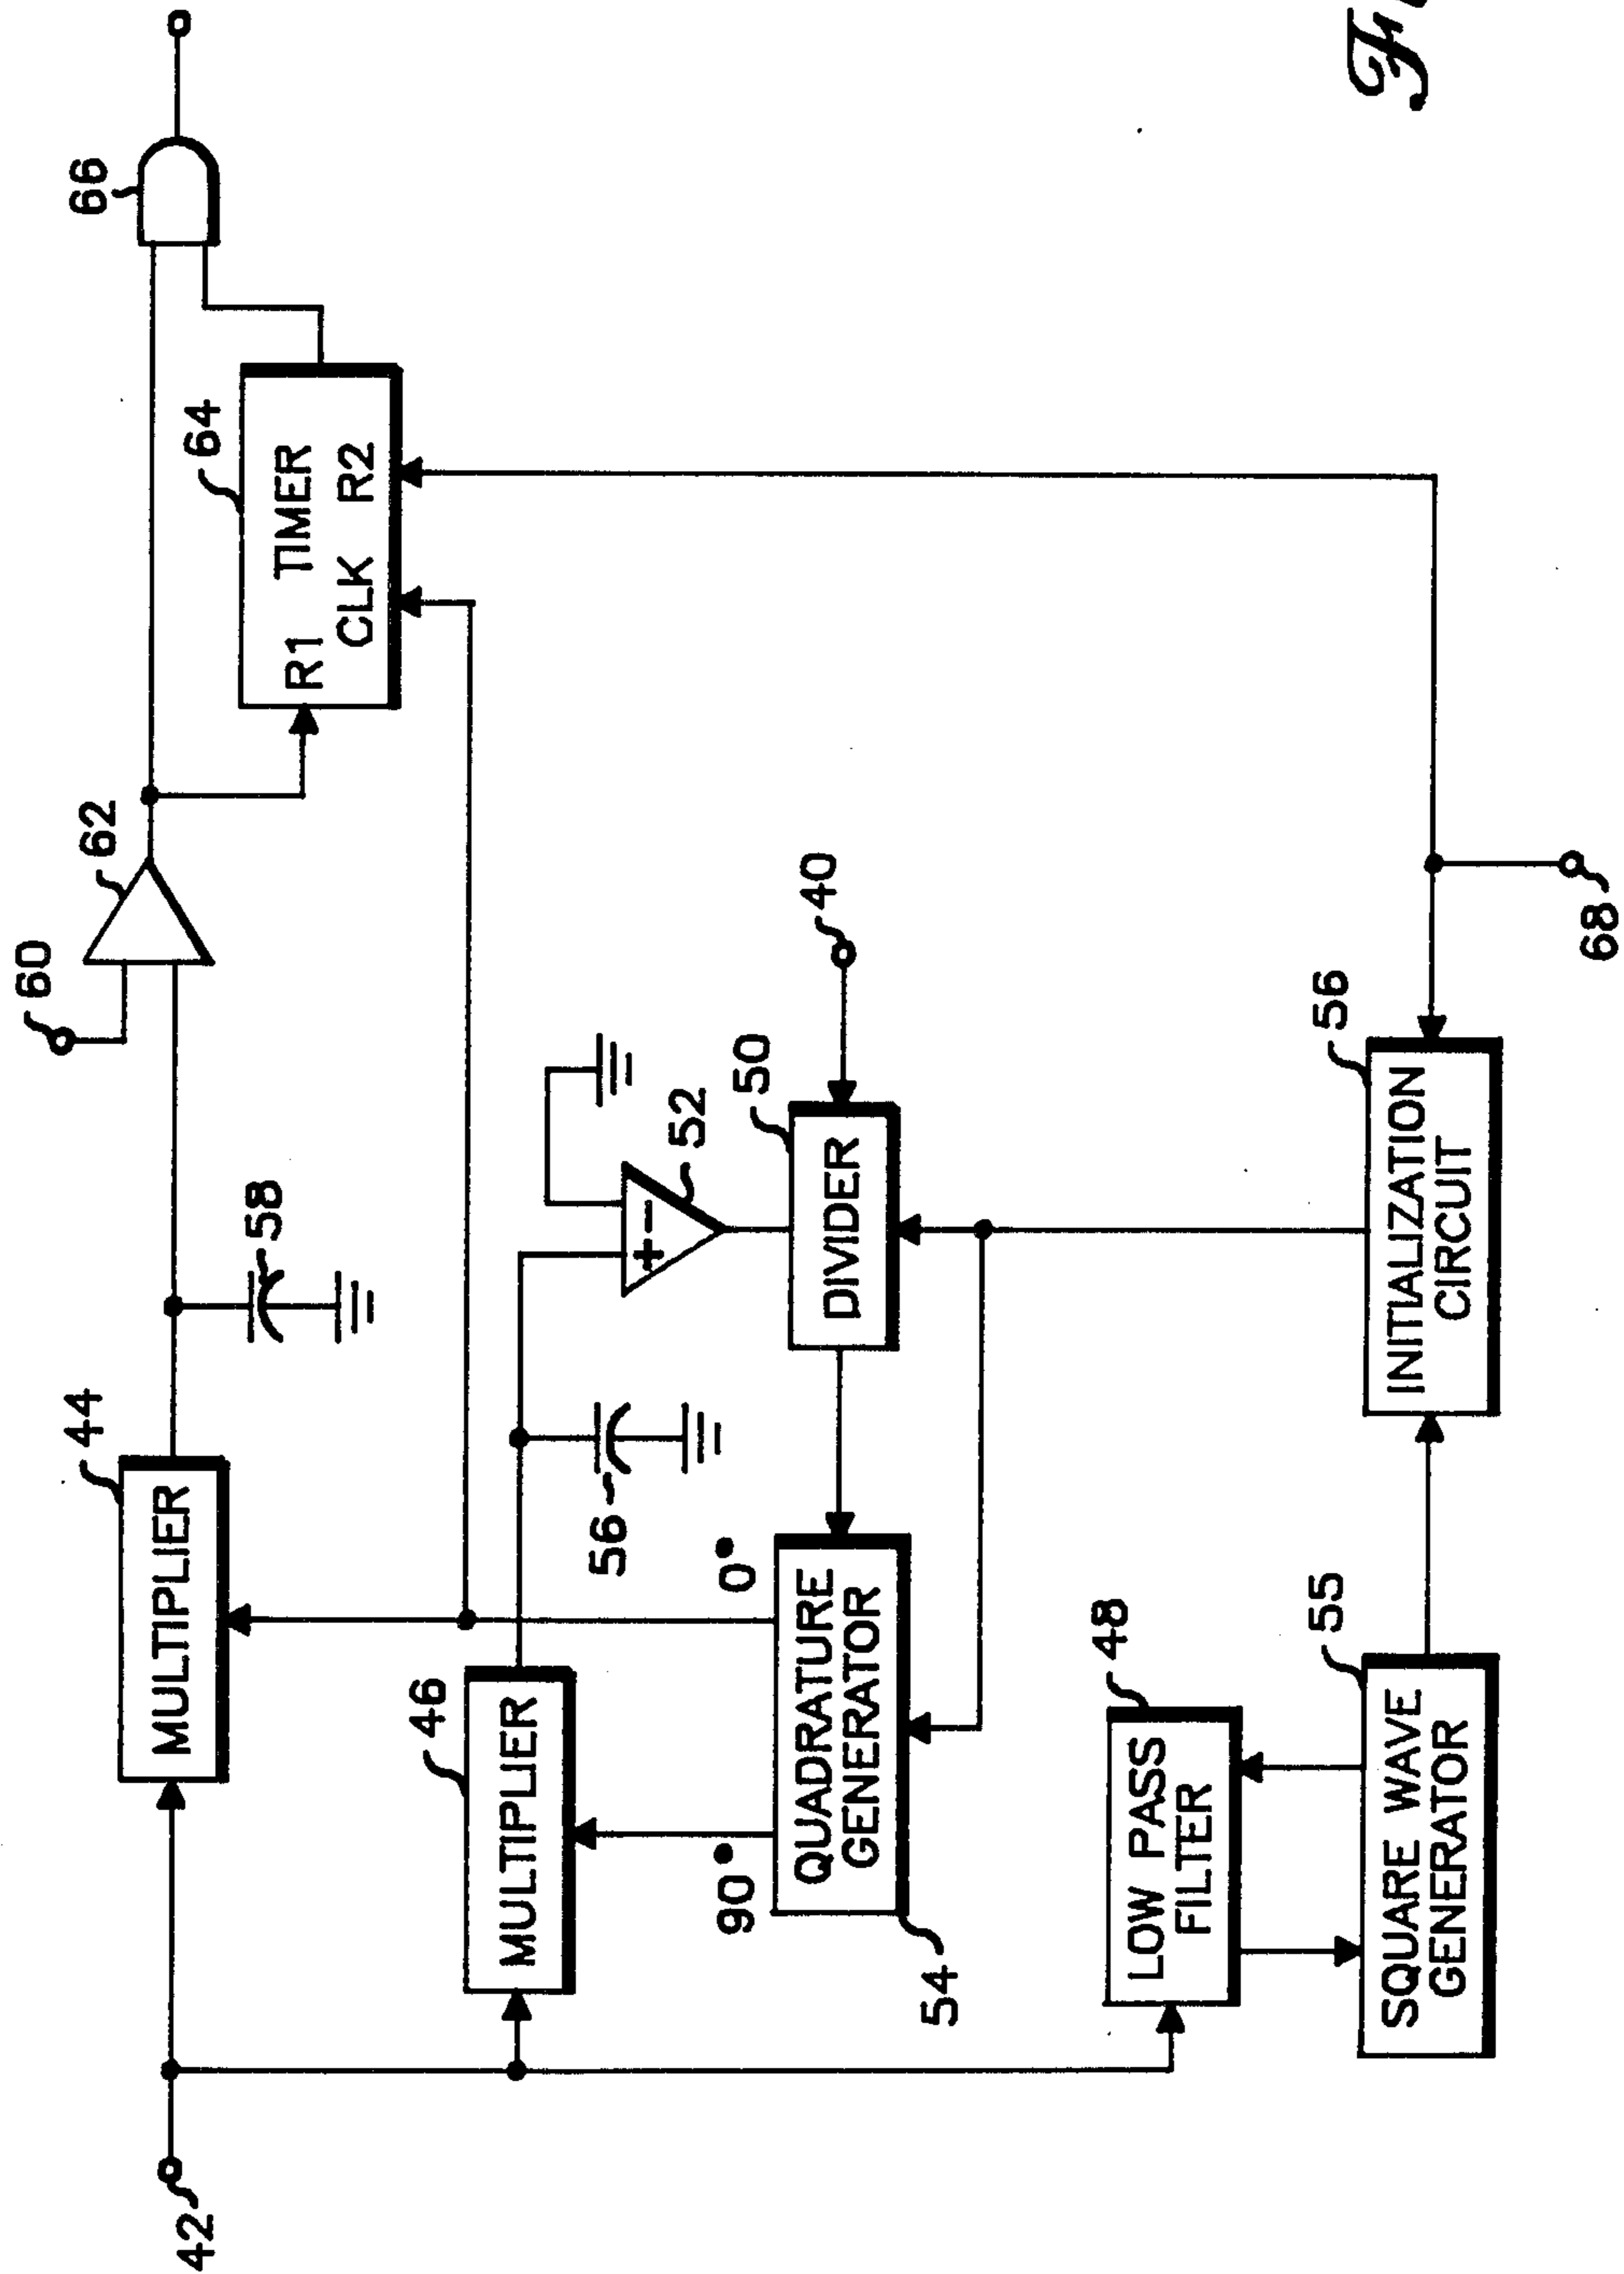 42
44
MULTIPLIER
58
60
62
64
R1 TIMER
CLK R2
66
46
MULTIPLIER
56
52
+
−
90°
0°
QUADRATURE
GENERATOR
54
50
DIVIDER
40
48
LOW PASS
FILTER
55
SQUARE WAVE
GENERATOR
56
INITIALIZATION
CIRCUIT
68